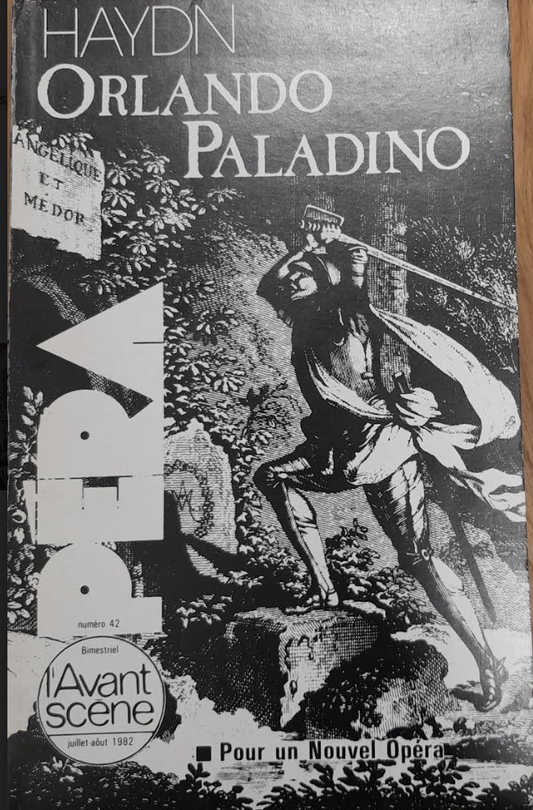 HAYDN
ORLANDO
PALADINO
ANGÉLIQUE
ET
MÉDOR
OPÉRA
numéro 42
Bimestriel
l'Avant
scène
juillet-août 1982
■ Pour un Nouvel Opéra